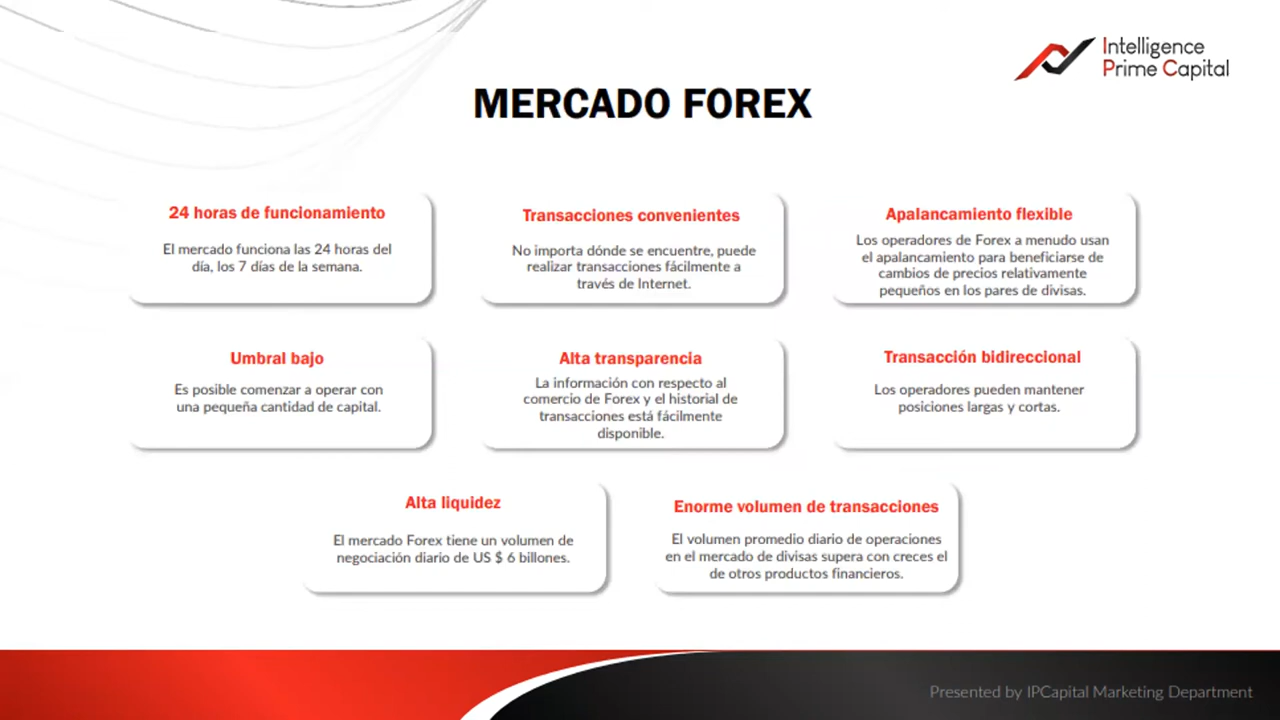 Intelligence
Prime Capital
MERCADO FOREX
24 horas de funcionamiento
El mercado funciona las 24 horas del
día, los 7 días de la semana.
Transacciones convenientes
No importa dónde se encuentre, puede
realizar transacciones fácilmente a
través de Internet.
Apalancamiento flexible
Los operadores de Forex a menudo usan
el apalancamiento para beneficiarse de
cambios de precios relativamente
pequeños en los pares de divisas.
Umbral bajo
Es posible comenzar a operar con
una pequeña cantidad de capital.
Alta transparencia
La información con respecto al
comercio de Forex y el historial de
transacciones está fácilmente
disponible.
Transacción bidireccional
Los operadores pueden mantener
posiciones largas y cortas.
Alta liquidez
El mercado Forex tiene un volumen de
negociación diario de US $ 6 billones.
Enorme volumen de transacciones
El volumen promedio diario de operaciones
en el mercado de divisas supera con creces el
de otros productos financieros.
Presented by IPCapital Marketing Department